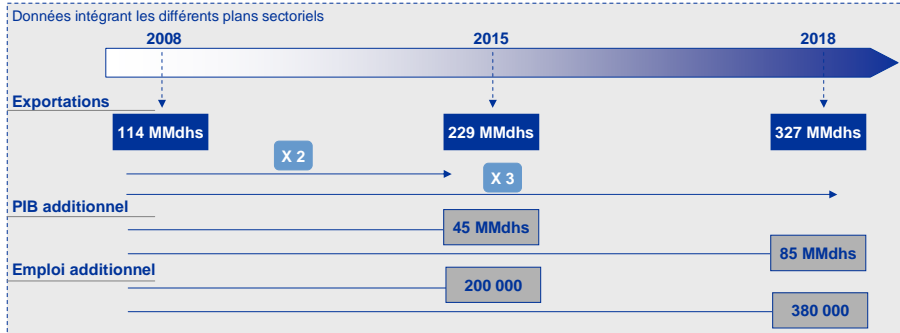 Données intégrant les différents plans sectoriels
2008 2015 2018
Exportations
114 MMdhs 229 MMdhs 327 MMdhs
X 2
X 3
PIB additionnel
45 MMdhs
85 MMdhs
Emploi additionnel
200 000
380 000